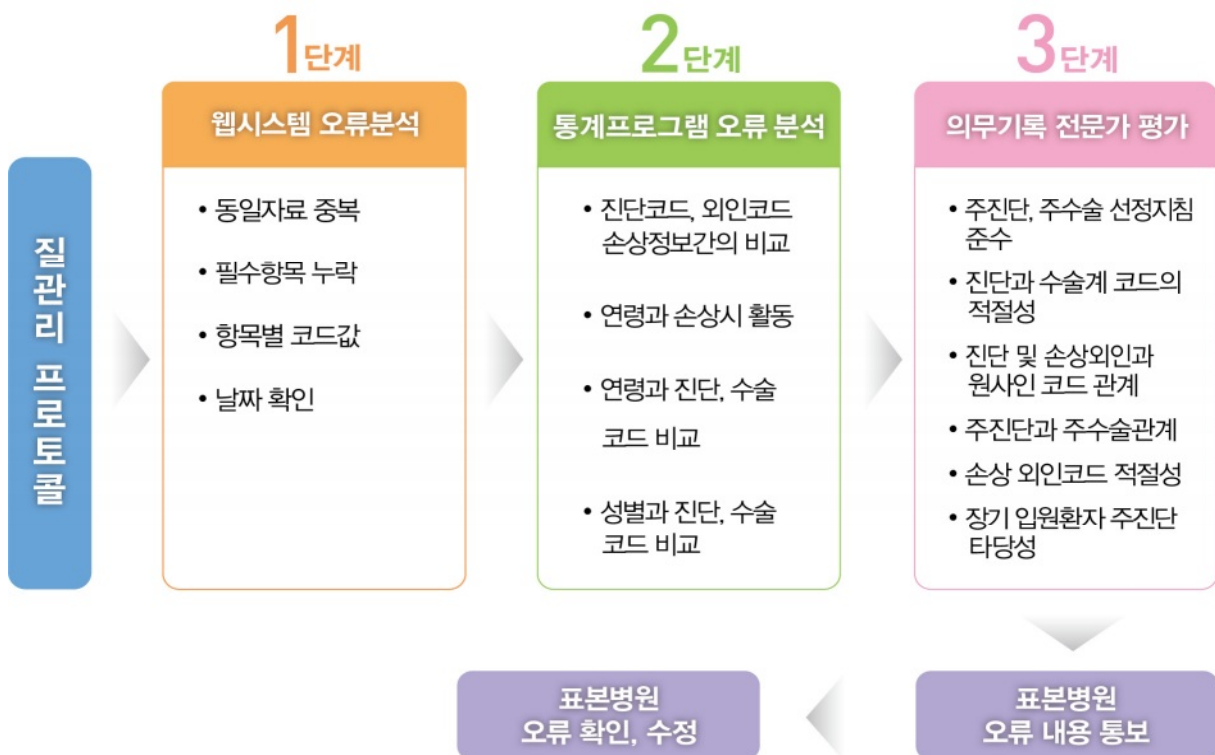 질관리 프로토콜
1단계
웹시스템 오류분석
• 동일자료 중복
• 필수항목 누락
• 항목별 코드값
• 날짜 확인
2단계
통계프로그램 오류 분석
• 진단코드, 외인코드
손상정보간의 비교
• 연령과 손상시 활동
• 연령과 진단, 수술
코드 비교
• 성별과 진단, 수술
코드 비교
3단계
의무기록 전문가 평가
• 주진단, 주수술 선정지침
준수
• 진단과 수술계 코드의
적절성
• 진단 및 손상외인과
원사인 코드 관계
• 주진단과 주수술관계
• 손상 외인코드 적절성
• 장기 입원환자 주진단
타당성
표본병원
오류 내용 통보
표본병원
오류 확인, 수정